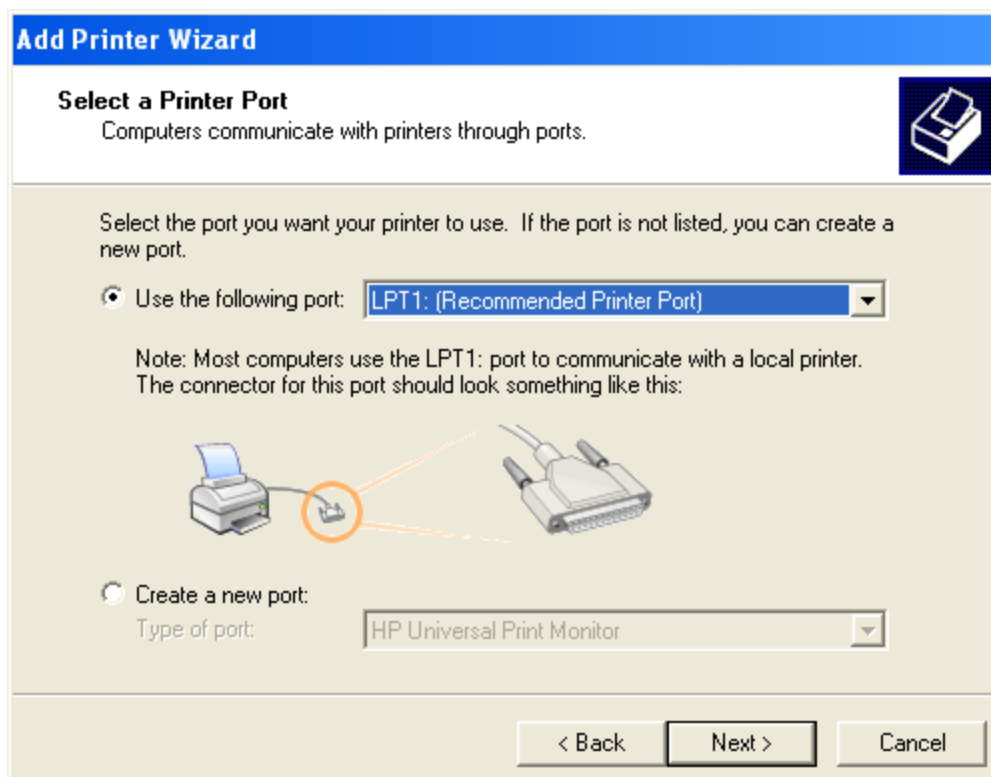 Add Printer Wizard
Select a Printer Port
Computers communicate with printers through ports.
Select the port you want your printer to use.  If the port is not listed, you can create a
new port.
Use the following port: LPT1: (Recommended Printer Port)
Note: Most computers use the LPT1: port to communicate with a local printer.
The connector for this port should look something like this:
Create a new port:
Type of port: HP Universal Print Monitor
< Back Next > Cancel